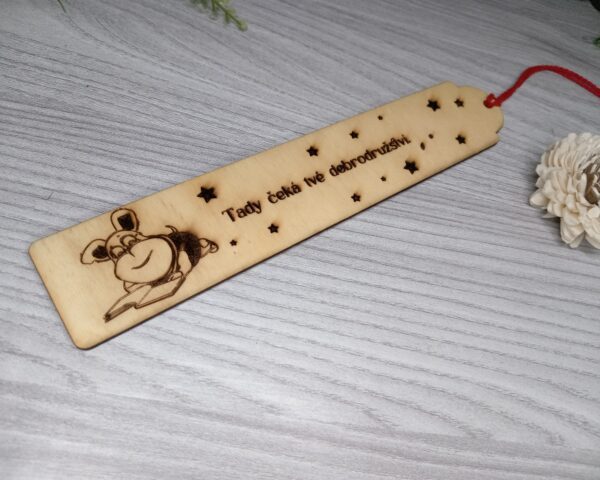 Tady čeká tvé dobrodružství.